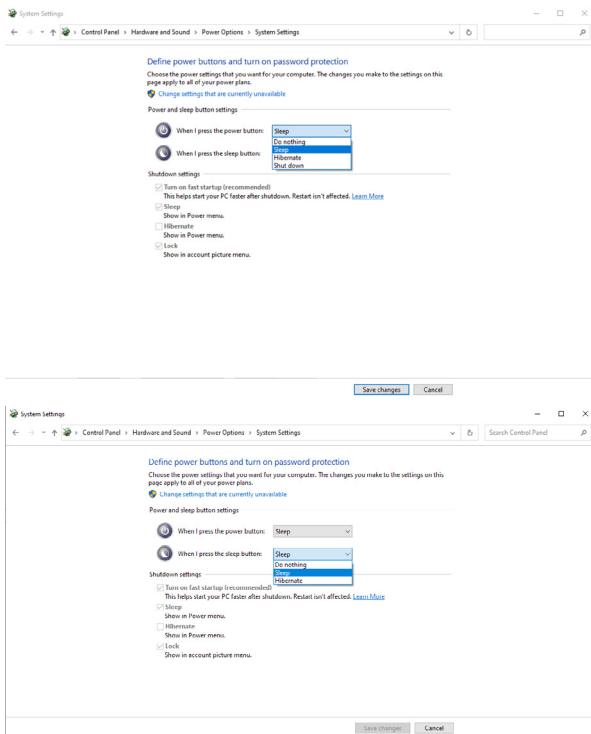 System Settings
Control Panel > Hardware and Sound > Power Options > System Settings
Define power buttons and turn on password protection
Choose the power settings that you want for your computer. The changes you make to the settings on this
page apply to all of your power plans.
Change settings that are currently unavailable
Power and sleep button settings
When I press the power button: Sleep
Do nothing
Sleep
Hibernate
Shut down
When I press the sleep button:
Shutdown settings
Turn on fast startup (recommended)
This helps start your PC faster after shutdown. Restart isn't affected. Learn More
Sleep
Show in Power menu.
Hibernate
Show in Power menu.
Lock
Show in account picture menu.
Save changes Cancel
System Settings
Control Panel > Hardware and Sound > Power Options > System Settings Search Control Panel
Define power buttons and turn on password protection
Choose the power settings that you want for your computer. The changes you make to the settings on this
page apply to all of your power plans.
Change settings that are currently unavailable
Power and sleep button settings
When I press the power button: Sleep
When I press the sleep button: Sleep
Do nothing
Sleep
Hibernate
Shutdown settings
Turn on fast startup (recommended)
This helps start your PC faster after shutdown. Restart isn't affected. Learn More
Sleep
Show in Power menu.
Hibernate
Show in Power menu.
Lock
Show in account picture menu.
Save changes Cancel